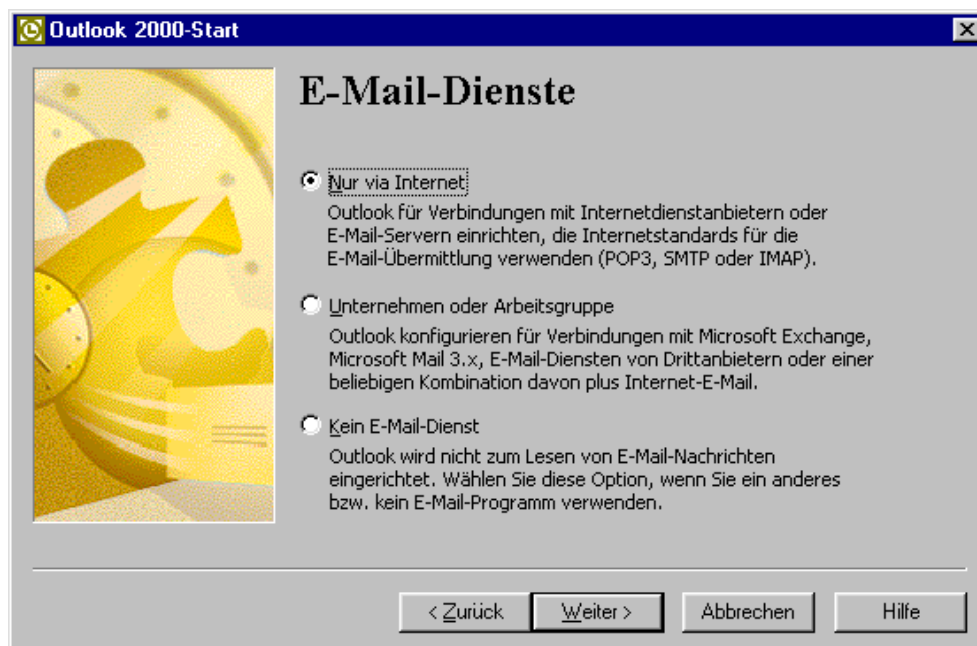 Outlook 2000-Start
E-Mail-Dienste
Nur via Internet
Outlook für Verbindungen mit Internetdienstanbietern oder
E-Mail-Servern einrichten, die Internetstandards für die
E-Mail-Übermittlung verwenden (POP3, SMTP oder IMAP).
Unternehmen oder Arbeitsgruppe
Outlook konfigurieren für Verbindungen mit Microsoft Exchange,
Microsoft Mail 3.x, E-Mail-Diensten von Drittanbietern oder einer
beliebigen Kombination davon plus Internet-E-Mail.
Kein E-Mail-Dienst
Outlook wird nicht zum Lesen von E-Mail-Nachrichten
eingerichtet. Wählen Sie diese Option, wenn Sie ein anderes
bzw. kein E-Mail-Programm verwenden.
< Zurück Weiter > Abbrechen Hilfe